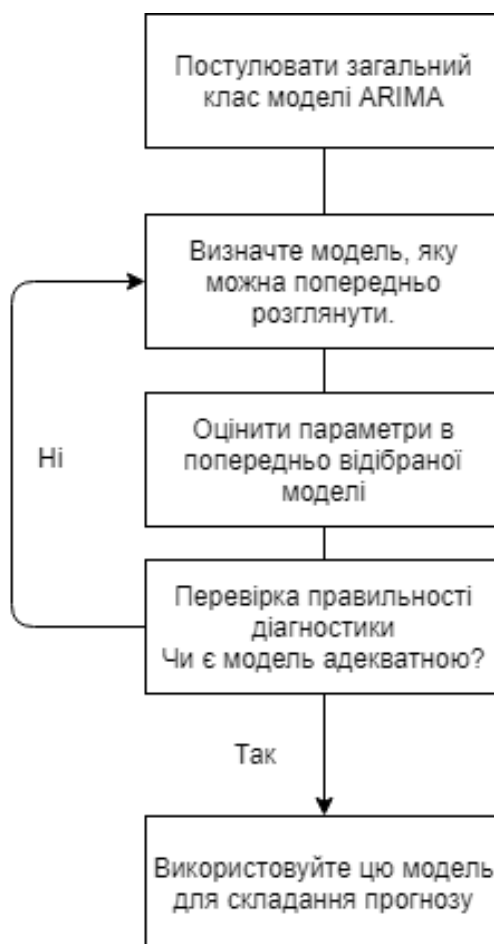 Постулювати загальний
клас моделі ARIMA
Визначте модель, яку
можна попередньо
розглянути.
Оцінити параметри в
попередньо відібраної
моделі
Ні
Перевірка правильності
діагностики
Чи є модель адекватною?
Так
Використовуйте цю модель
для складання прогнозу